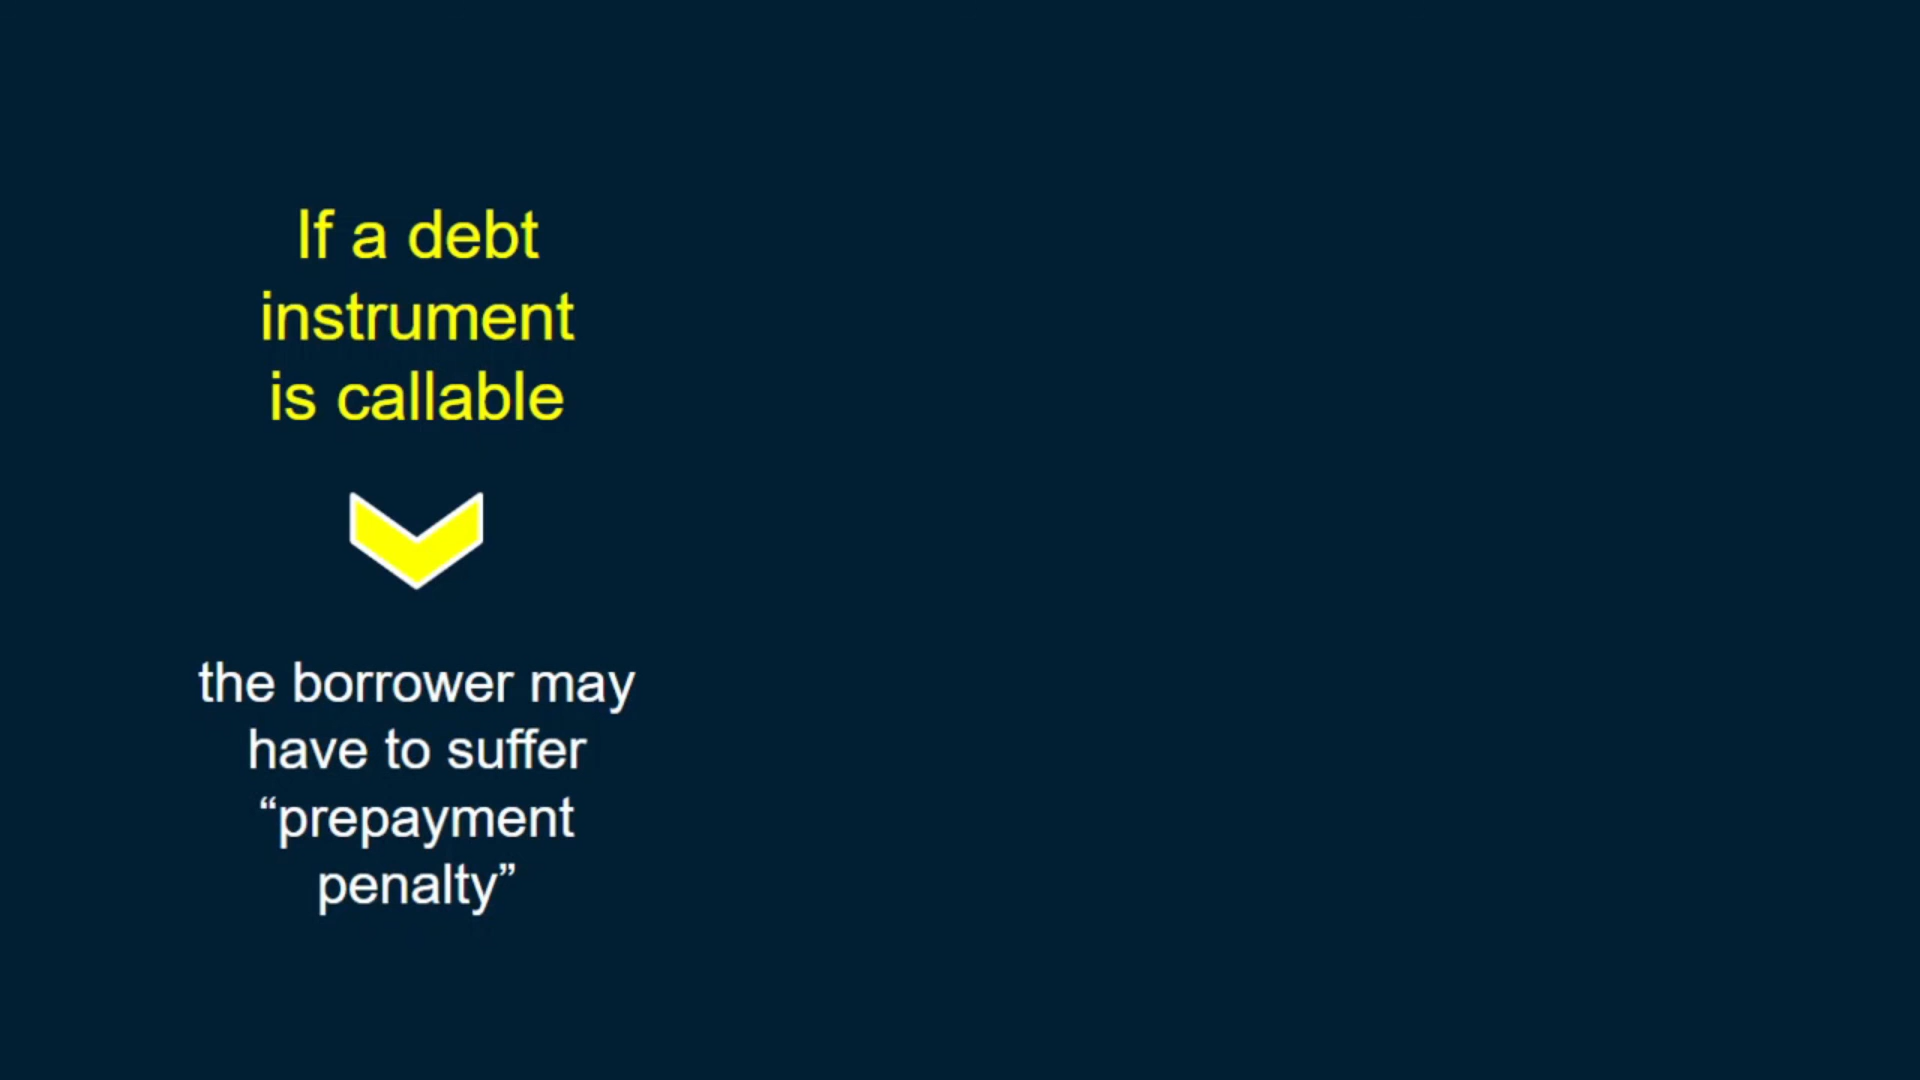 If a debt
instrument
is callable
the borrower may
have to suffer
“prepayment
penalty”